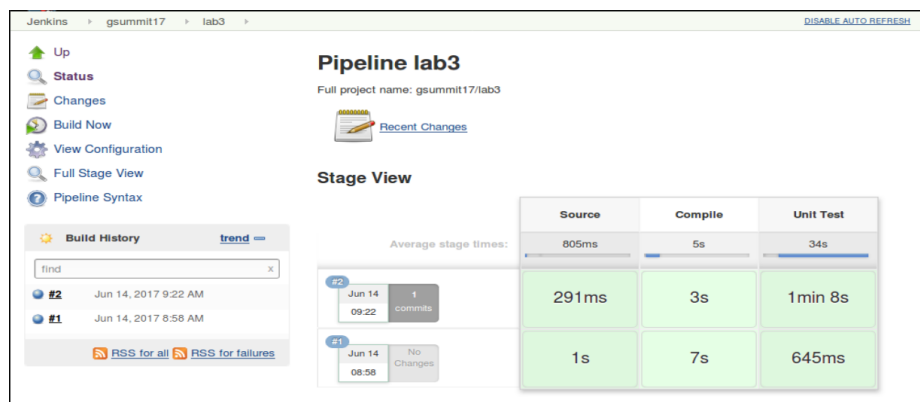 Jenkins gsummit17 lab3 DISABLE AUTO REFRESH
Up
Status
Changes
Build Now
View Configuration
Full Stage View
Pipeline Syntax
Build History trend
find x
#2 Jun 14, 2017 9:22 AM
#1 Jun 14, 2017 8:58 AM
RSS for all RSS for failures
Pipeline lab3
Full project name: gsummit17/lab3
Recent Changes
Stage View
Source Compile Unit Test
Average stage times: 805ms 5s 34s
#2
Jun 14 09:22
1 commits
291ms 3s 1min 8s
#1
Jun 14 08:58
No Changes
1s 7s 645ms